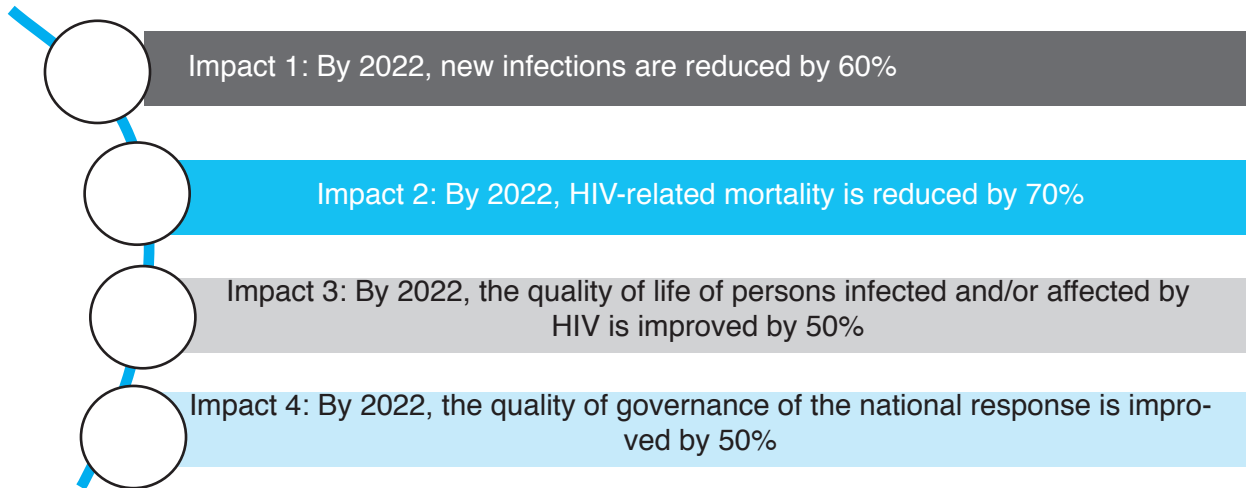 Impact 1: By 2022, new infections are reduced by 60%
Impact 2: By 2022, HIV-related mortality is reduced by 70%
Impact 3: By 2022, the quality of life of persons infected and/or affected by
HIV is improved by 50%
Impact 4: By 2022, the quality of governance of the national response is impro-
ved by 50%